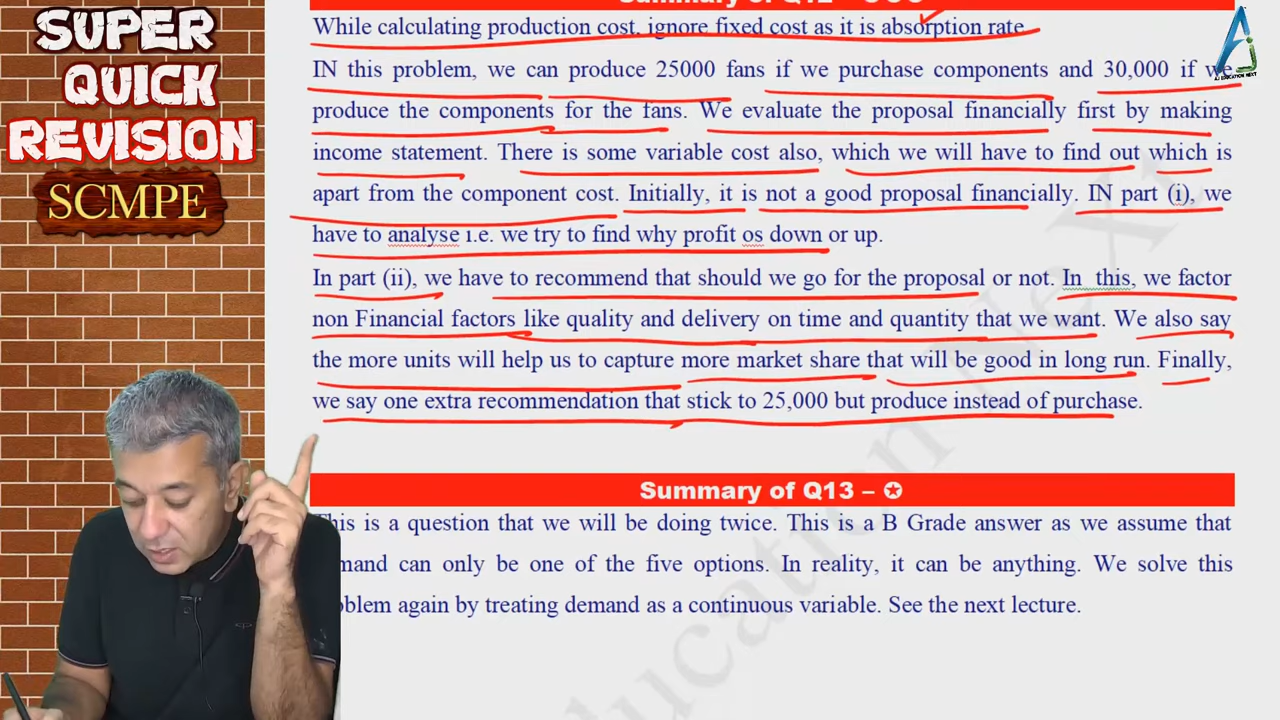 SUPER
QUICK
REVISION
SCMPE
AJ EDUCATION NEXT
Summary of Q12 –
While calculating production cost, ignore fixed cost as it is absorption rate.
IN this problem, we can produce 25000 fans if we purchase components and 30,000 if we
produce the components for the fans. We evaluate the proposal financially first by making
income statement. There is some variable cost also, which we will have to find out which is
apart from the component cost. Initially, it is not a good proposal financially. IN part (i), we
have to analyse i.e. we try to find why profit os down or up.
In part (ii), we have to recommend that should we go for the proposal or not. In this, we factor
non Financial factors like quality and delivery on time and quantity that we want. We also say
the more units will help us to capture more market share that will be good in long run. Finally,
we say one extra recommendation that stick to 25,000 but produce instead of purchase.
Summary of Q13 – ✪
This is a question that we will be doing twice. This is a B Grade answer as we assume that
can only be one of the five options. In reality, it can be anything. We solve this
again by treating demand as a continuous variable. See the next lecture.